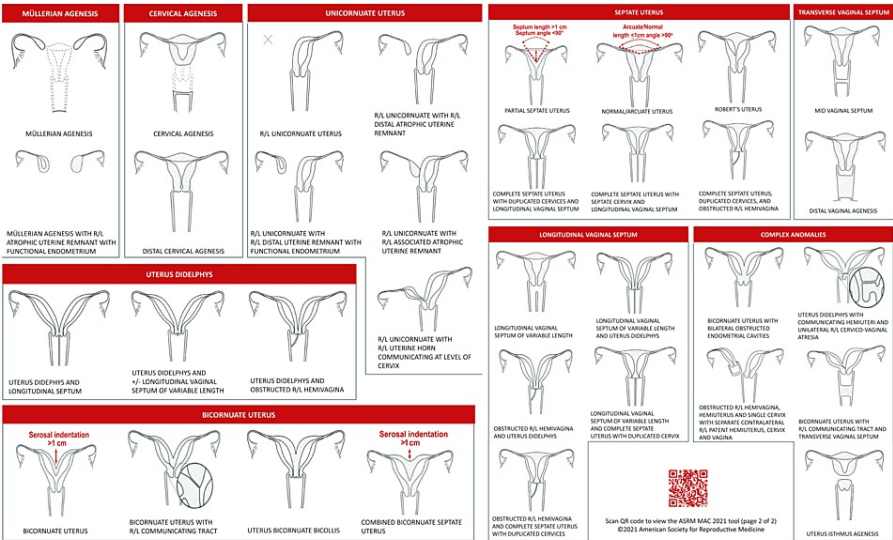 MÜLLERIAN AGENESIS
MÜLLERIAN AGENESIS
MÜLLERIAN AGENESIS WITH R/L
ATROPHIC UTERINE REMNANT WITH
FUNCTIONAL ENDOMETRIUM
CERVICAL AGENESIS
CERVICAL AGENESIS
DISTAL CERVICAL AGENESIS
UNICORNUATE UTERUS
R/L UNICORNUATE UTERUS
R/L UNICORNUATE WITH R/L
DISTAL ATROPHIC UTERINE
REMNANT
R/L UNICORNUATE WITH
R/L DISTAL UTERINE REMNANT WITH
FUNCTIONAL ENDOMETRIUM
R/L UNICORNUATE WITH
R/L ASSOCIATED ATROPHIC
UTERINE REMNANT
R/L UNICORNUATE WITH
R/L UTERINE HORN
COMMUNICATING AT LEVEL OF
CERVIX
UTERUS DIDELPHYS
UTERUS DIDEPHYS AND
LONGITUDINAL SEPTUM
UTERUS DIDELPHYS AND
+/- LONGITUDINAL VAGINAL
SEPTUM OF VARIABLE LENGTH
UTERUS DIDELPHYS AND
OBSTRUCTED R/L HEMIVAGINA
BICORNUATE UTERUS
Serosal indentation
>1 cm
BICORNUATE UTERUS
BICORNUATE UTERUS WITH
R/L COMMUNICATING TRACT
UTERUS BICORNUATE BICOLLIS
Serosal indentation
>1 cm
COMBINED BICORNUATE SEPTATE
UTERUS
SEPTATE UTERUS
Septum length >1 cm
Septum angle <90°
PARTIAL SEPTATE UTERUS
Arcuate/Normal
length ≤1cm angle >90°
NORMAL/ARCUATE UTERUS
ROBERT'S UTERUS
COMPLETE SEPTATE UTERUS
WITH DUPLICATED CERVICES AND
LONGITUDINAL VAGINAL SEPTUM
COMPLETE SEPTATE UTERUS WITH
SEPTATE CERVIX AND
LONGITUDINAL VAGINAL SEPTUM
COMPLETE SEPTATE UTERUS,
DUPLICATED CERVICES, AND
OBSTRUCTED R/L HEMIVAGINA
TRANSVERSE VAGINAL SEPTUM
MID VAGINAL SEPTUM
DISTAL VAGINAL AGENESIS
LONGITUDINAL VAGINAL SEPTUM
LONGITUDINAL VAGINAL
SEPTUM OF VARIABLE LENGTH
LONGITUDINAL VAGINAL
SEPTUM OF VARIABLE LENGTH
AND UTERUS DIDELPHYS
OBSTRUCTED R/L HEMIVAGINA
AND UTERUS DIDELPHYS
LONGITUDINAL VAGINAL
SEPTUM OF VARIABLE LENGTH
AND COMPLETE SEPTATE
UTERUS WITH DUPLICATED CERVIX
OBSTRUCTED R/L HEMIVAGINA
AND COMPLETE SEPTATE UTERUS
WITH DUPLICATED CERVICES
COMPLEX ANOMALIES
BICORNUATE UTERUS WITH
BILATERAL OBSTRUCTED
ENDOMETRIAL CAVITIES
UTERUS DIDELPHYS WITH
COMMUNICATING HEMIUTERI AND
UNILATERAL R/L CERVICO-VAGINAL
ATRESIA
OBSTRUCTED R/L HEMIVAGINA,
HEMIUTERUS AND SINGLE CERVIX
WITH SEPARATE CONTRALATERAL
R/L PATENT HEMIUTERUS, CERVIX
AND VAGINA
BICORNUATE UTERUS WITH
R/L COMMUNICATING TRACT AND
TRANSVERSE VAGINAL SEPTUM
UTERUS ISTHMUS AGENESIS
Scan QR code to view the ASRM MAC 2021 tool (page 2 of 2)
©2021 American Society for Reproductive Medicine